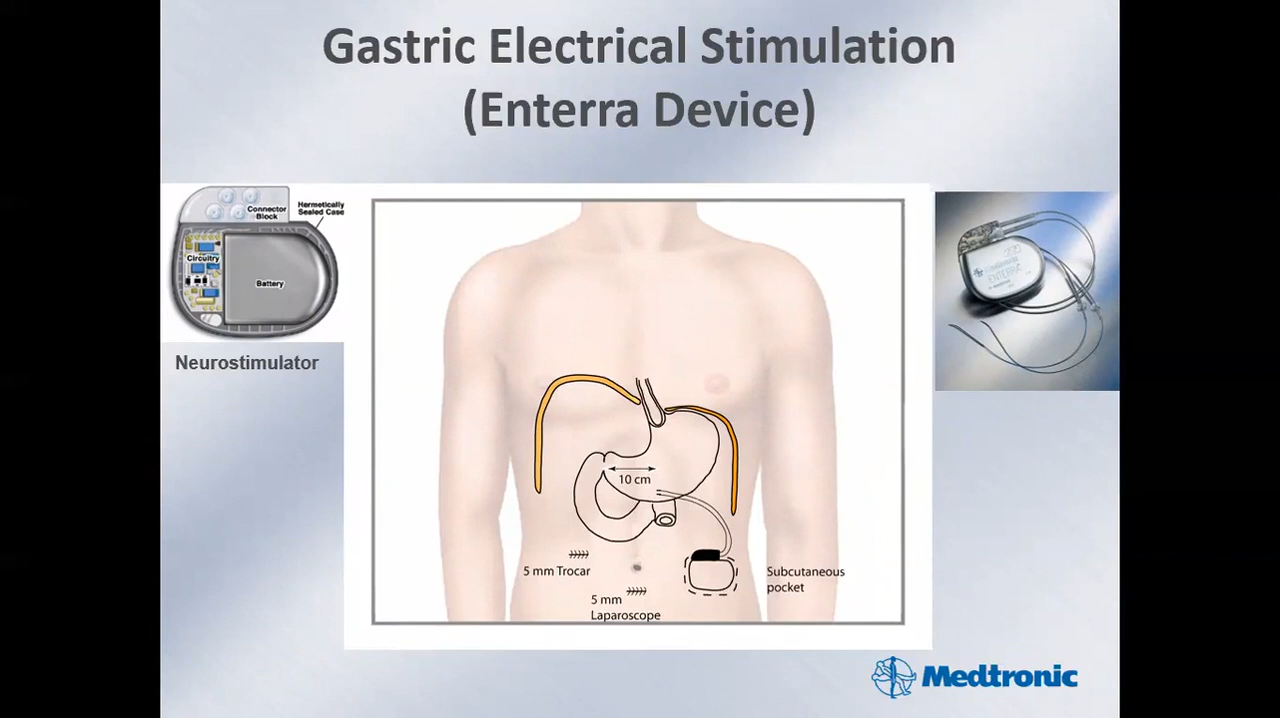 Gastric Electrical Stimulation
(Enterra Device)
Connector
Block
Hermetically
Sealed Case
Circuitry
Battery
Neurostimulator
ENTERRA
10 cm
5 mm Trocar
5 mm
Laparoscope
Subcutaneous
pocket
Medtronic